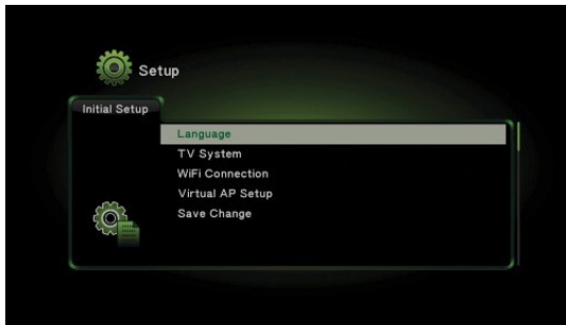 Setup
Initial Setup
Language
TV System
WiFi Connection
Virtual AP Setup
Save Change